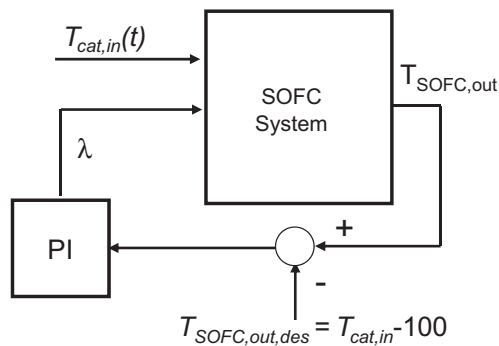 T_cat,in(t)
SOFC
System
T_SOFC,out
λ
PI
+
-
T_SOFC,out,des = T_cat,in-100